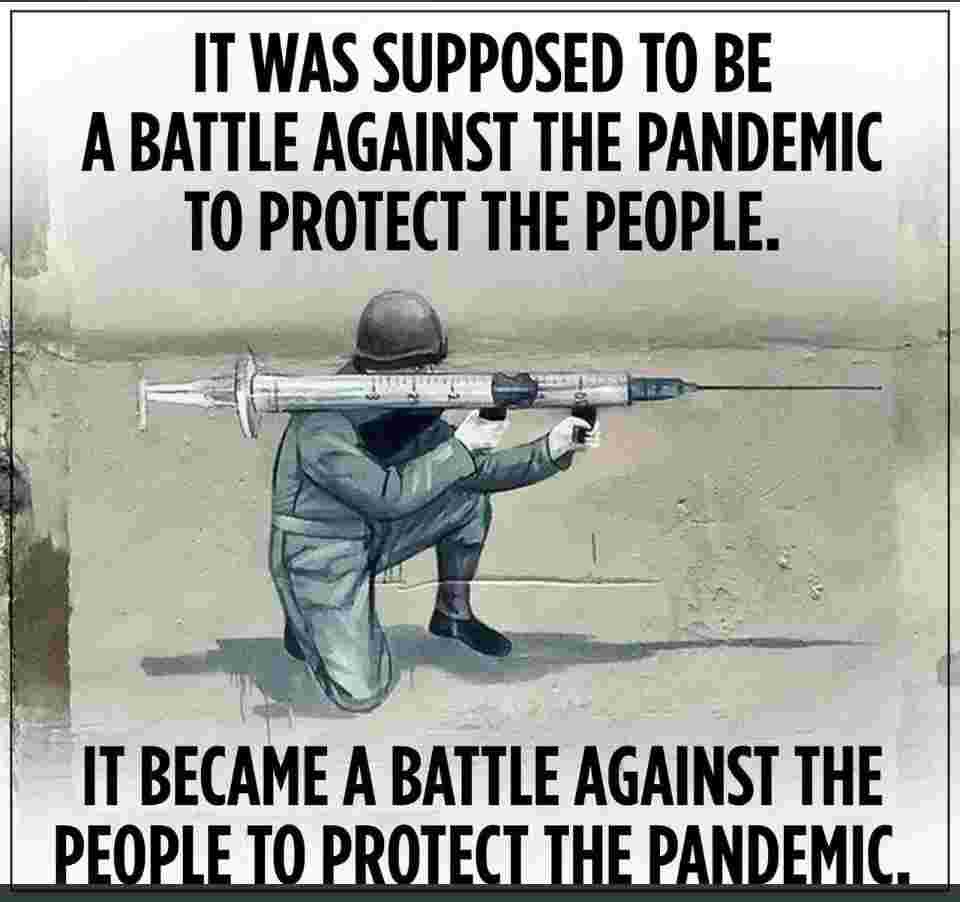 IT WAS SUPPOSED TO BE
A BATTLE AGAINST THE PANDEMIC
TO PROTECT THE PEOPLE.
IT BECAME A BATTLE AGAINST THE
PEOPLE TO PROTECT THE PANDEMIC.